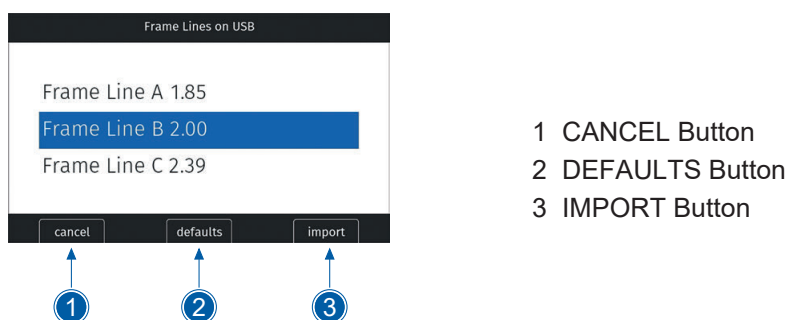 Frame Lines on USB
Frame Line A 1.85
Frame Line B 2.00
Frame Line C 2.39
cancel defaults import
1 2 3
1 CANCEL Button
2 DEFAULTS Button
3 IMPORT Button